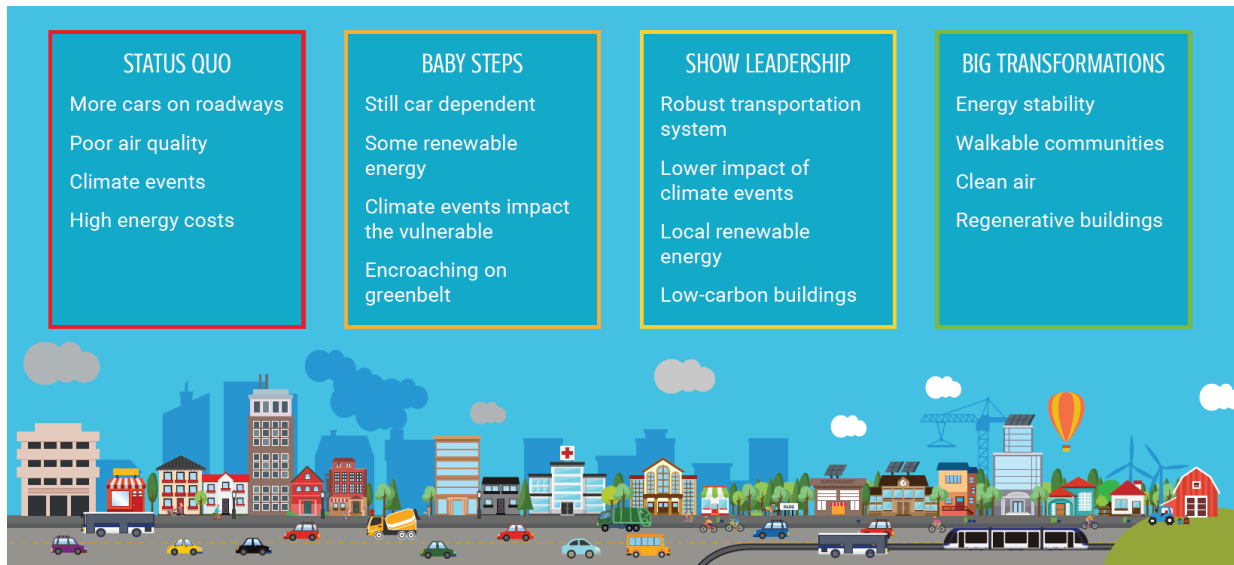 STATUS QUO
More cars on roadways
Poor air quality
Climate events
High energy costs
BABY STEPS
Still car dependent
Some renewable
energy
Climate events impact
the vulnerable
Encroaching on
greenbelt
SHOW LEADERSHIP
Robust transportation
system
Lower impact of
climate events
Local renewable
energy
Low-carbon buildings
BIG TRANSFORMATIONS
Energy stability
Walkable communities
Clean air
Regenerative buildings
PARK